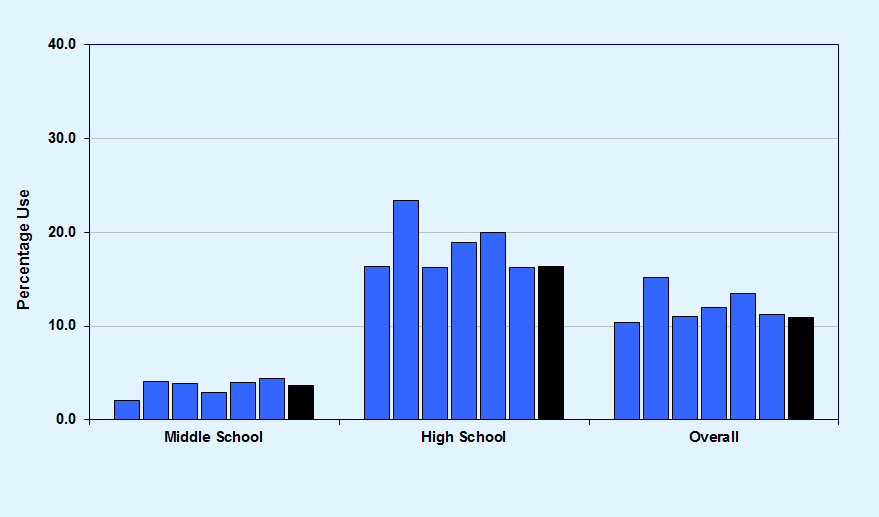 40.0
30.0
20.0
10.0
0.0
Percentage Use
Middle School
High School
Overall